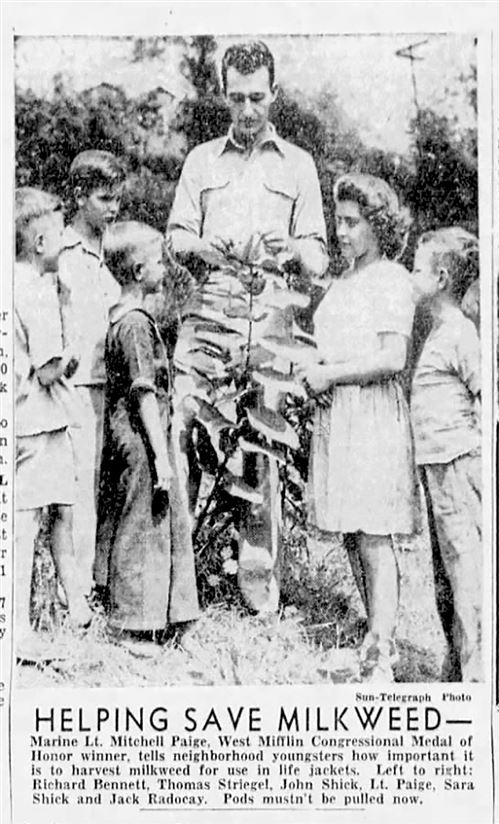 Sun-Telegraph Photo
HELPING SAVE MILKWEED—
Marine Lt. Mitchell Paige, West Mifflin Congressional Medal of
Honor winner, tells neighborhood youngsters how important it
is to harvest milkweed for use in life jackets. Left to right:
Richard Bennett, Thomas Striegel, John Shick, Lt. Paige, Sara
Shick and Jack Radocay. Pods mustn't be pulled now.